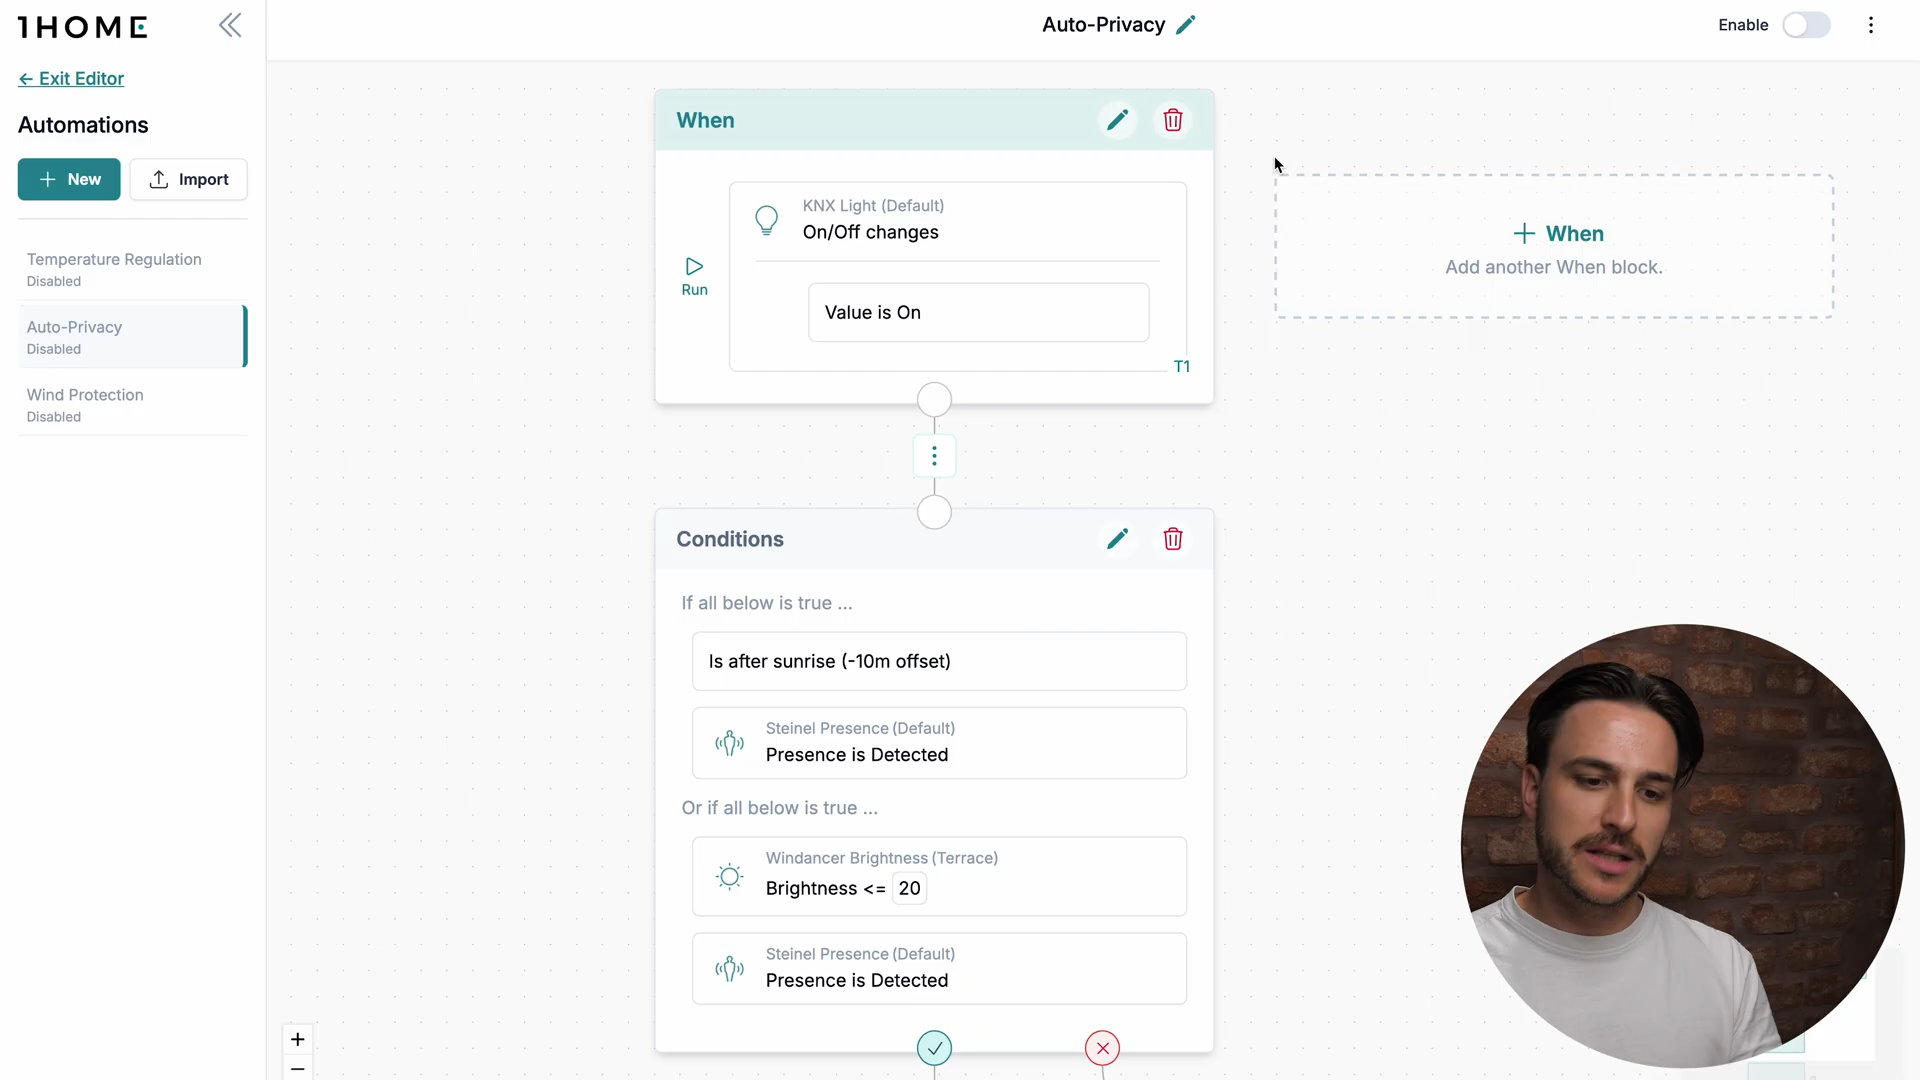 1HOME
Auto-Privacy
Enable
← Exit Editor
Automations
+ New
Import
Temperature Regulation
Disabled
Auto-Privacy
Disabled
Wind Protection
Disabled
When
Run
KNX Light (Default)
On/Off changes
Value is On
T1
+ When
Add another When block.
Conditions
If all below is true ...
Is after sunrise (-10m offset)
Steinel Presence (Default)
Presence is Detected
Or if all below is true ...
Windancer Brightness (Terrace)
Brightness <= 20
Steinel Presence (Default)
Presence is Detected
+
−